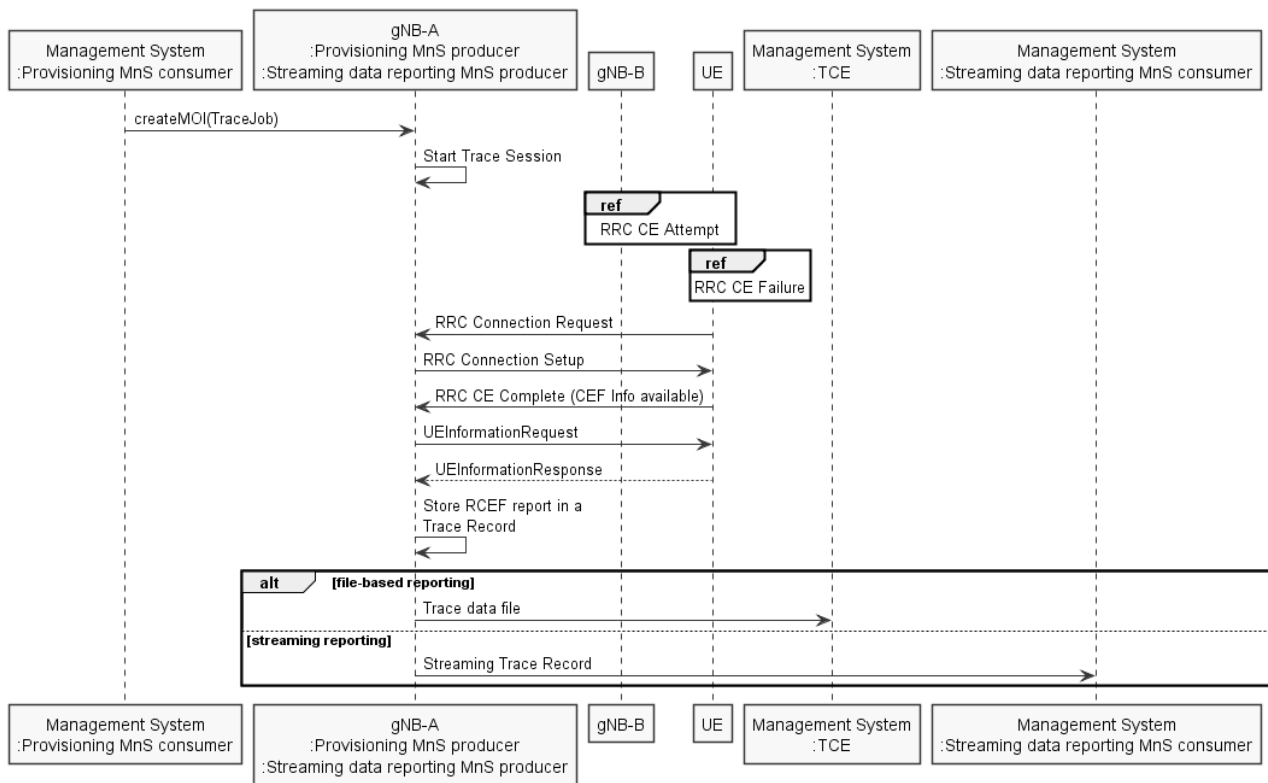 Management System
:Provisioning MnS consumer
gNB-A
:Provisioning MnS producer
:Streaming data reporting MnS producer
gNB-B
UE
Management System
:TCE
Management System
:Streaming data reporting MnS consumer
createMOI(TraceJob)
Start Trace Session
ref
RRC CE Attempt
ref
RRC CE Failure
RRC Connection Request
RRC Connection Setup
RRC CE Complete (CEF Info available)
UEInformationRequest
UEInformationResponse
Store RCEF report in a
Trace Record
alt [file-based reporting]
Trace data file
[streaming reporting]
Streaming Trace Record
Management System
:Provisioning MnS consumer
gNB-A
:Provisioning MnS producer
:Streaming data reporting MnS producer
gNB-B
UE
Management System
:TCE
Management System
:Streaming data reporting MnS consumer